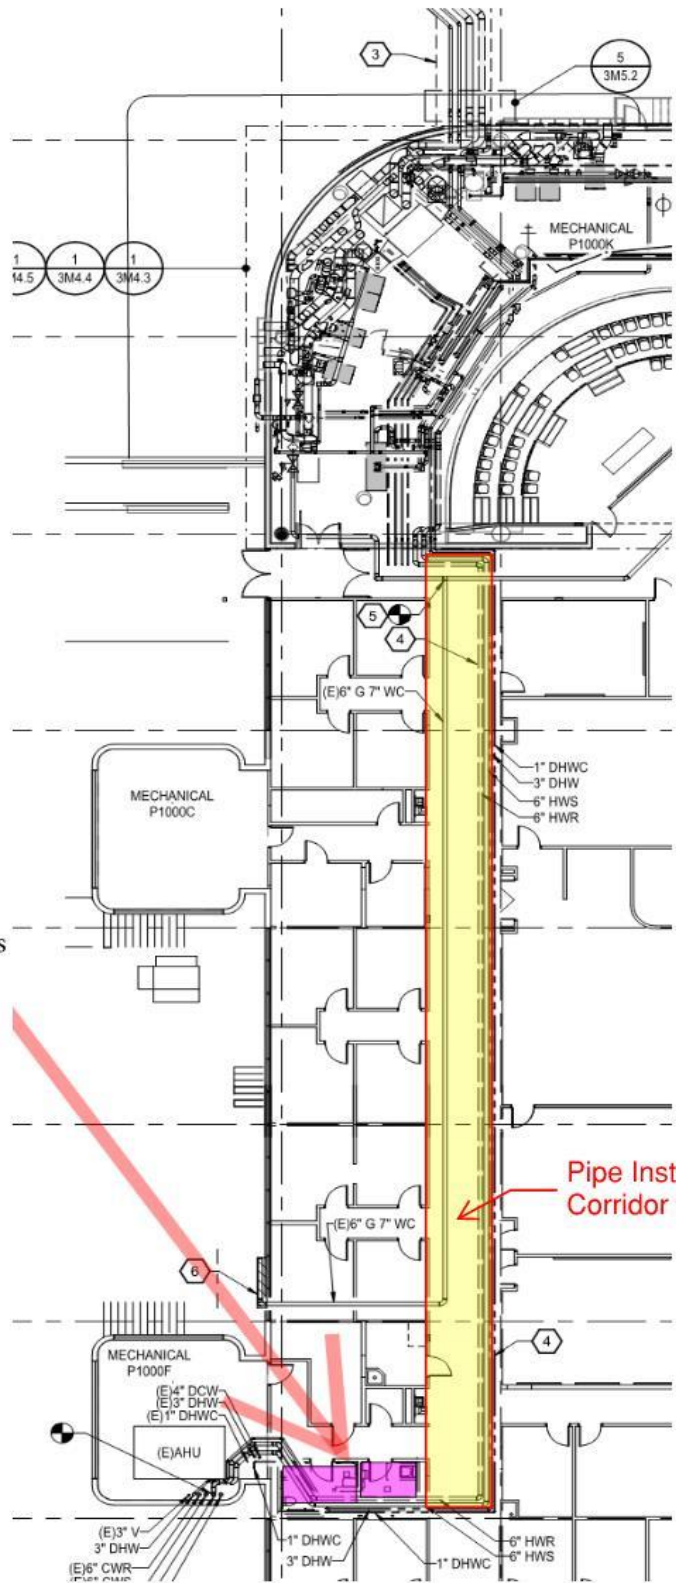 3
5
3M5.2
MECHANICAL
P1000K
1
3M4.4
1
3M4.3
1
5
4
(E)6" G 7" WC
1" DHWC
3" DHW
6" HWS
6" HWR
MECHANICAL
P1000C
s
Pipe Inst
Corridor
(E)6" G 7" WC
6
4
MECHANICAL
P1000F
(E)4" DCW
(E)3" DHW
(E)1" DHWC
(E)AHU
(E)3" V
3" DHW
(E)6" CWR
(E)6" CWS
1" DHWC
3" DHW
1" DHWC
6" HWR
6" HWS